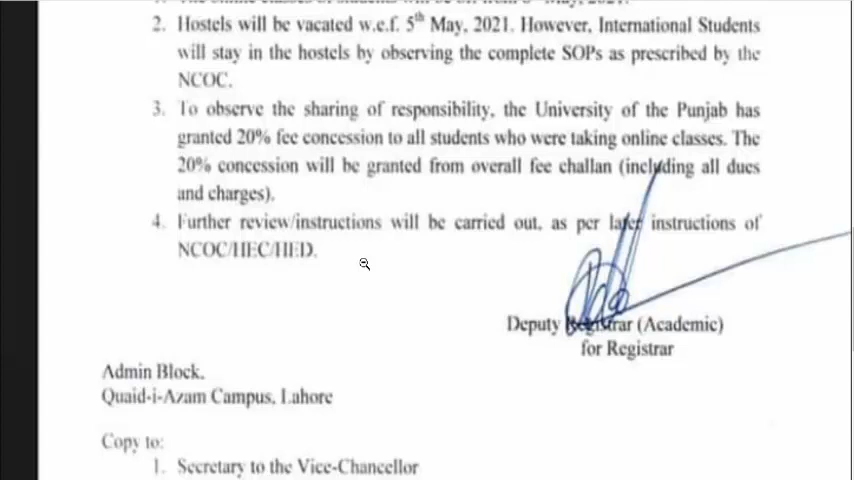 2. Hostels will be vacated w.e.f. 5th May, 2021. However, International Students
will stay in the hostels by observing the complete SOPs as prescribed by the
NCOC.
3. To observe the sharing of responsibility, the University of the Punjab has
granted 20% fee concession to all students who were taking online classes. The
20% concession will be granted from overall fee challan (including all dues
and charges).
4. Further review/instructions will be carried out, as per later instructions of
NCOC/HEC/HED.
Deputy Registrar (Academic)
for Registrar
Admin Block,
Quaid-i-Azam Campus, Lahore
Copy to:
1. Secretary to the Vice-Chancellor